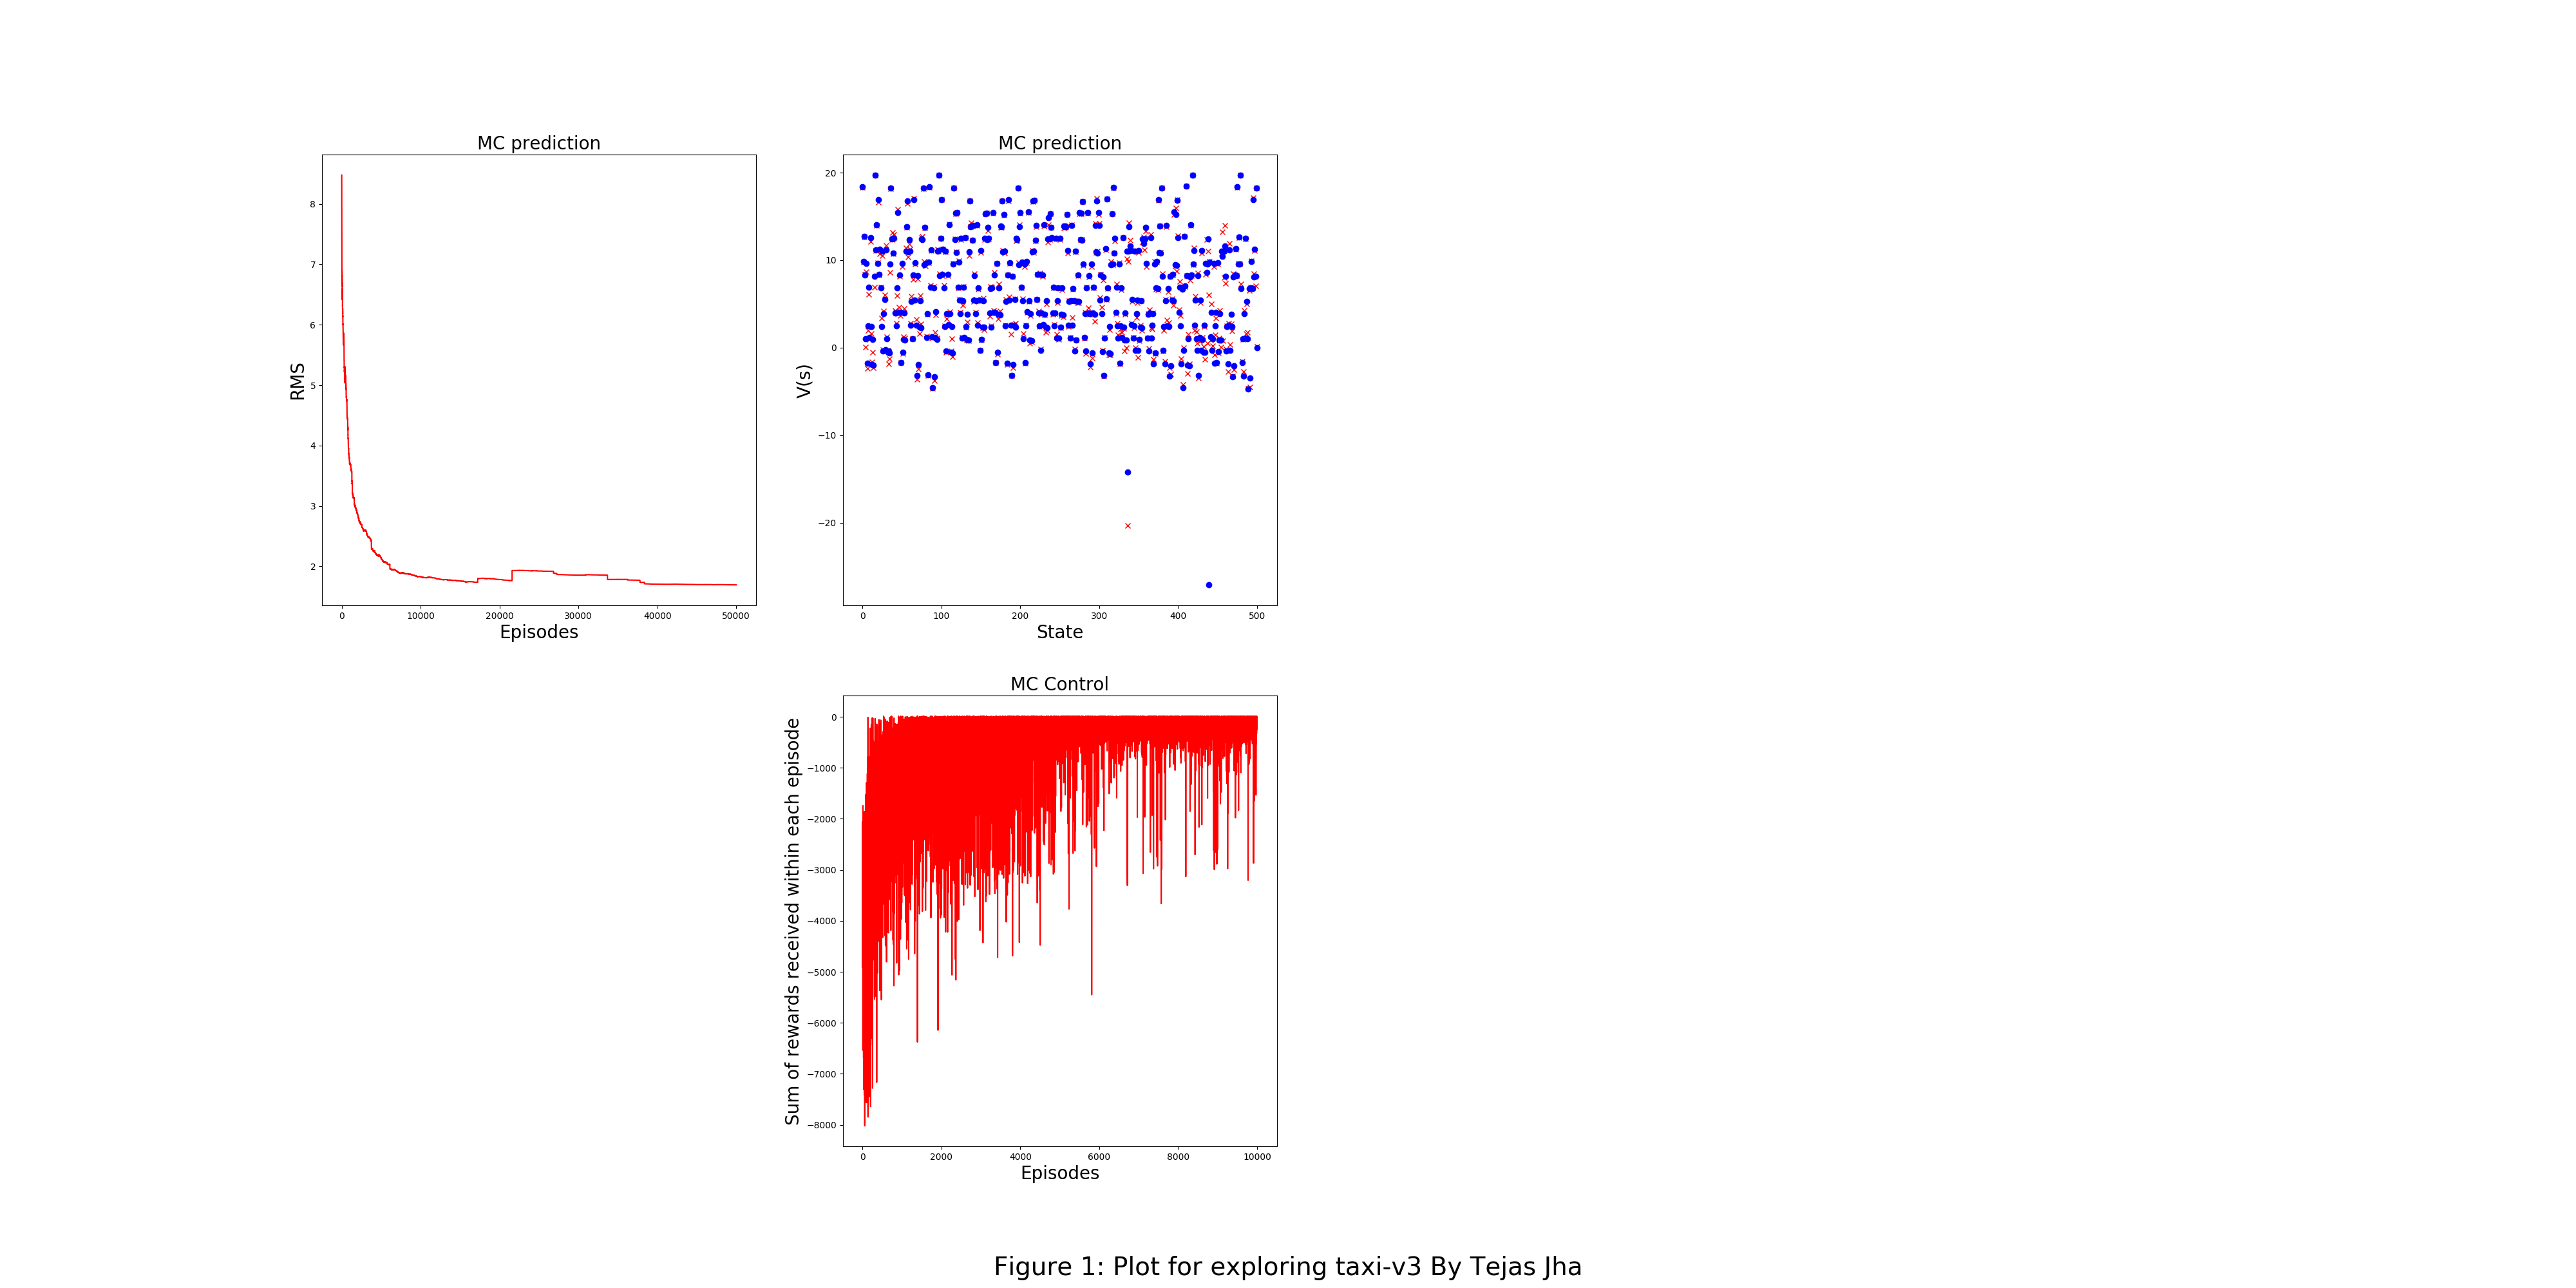 MC prediction
8
7
6
5
4
3
2
RMS
0 10000 20000 30000 40000 50000
Episodes
MC prediction
20
10
0
−10
−20
V(s)
0 100 200 300 400 500
State
MC Control
0
−1000
−2000
−3000
−4000
−5000
−6000
−7000
−8000
Sum of rewards received within each episode
0 2000 4000 6000 8000 10000
Episodes
Figure 1: Plot for exploring taxi-v3 By Tejas Jha